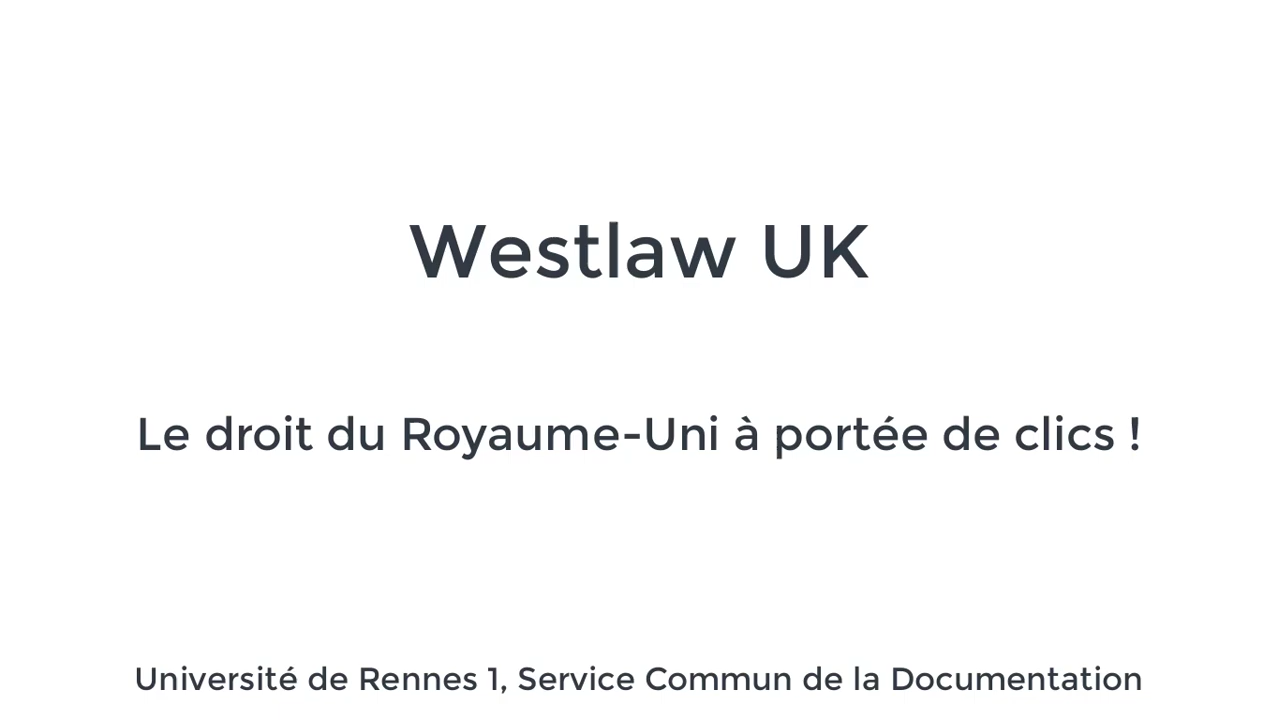 Westlaw UK
Le droit du Royaume-Uni à portée de clics !
Université de Rennes 1, Service Commun de la Documentation